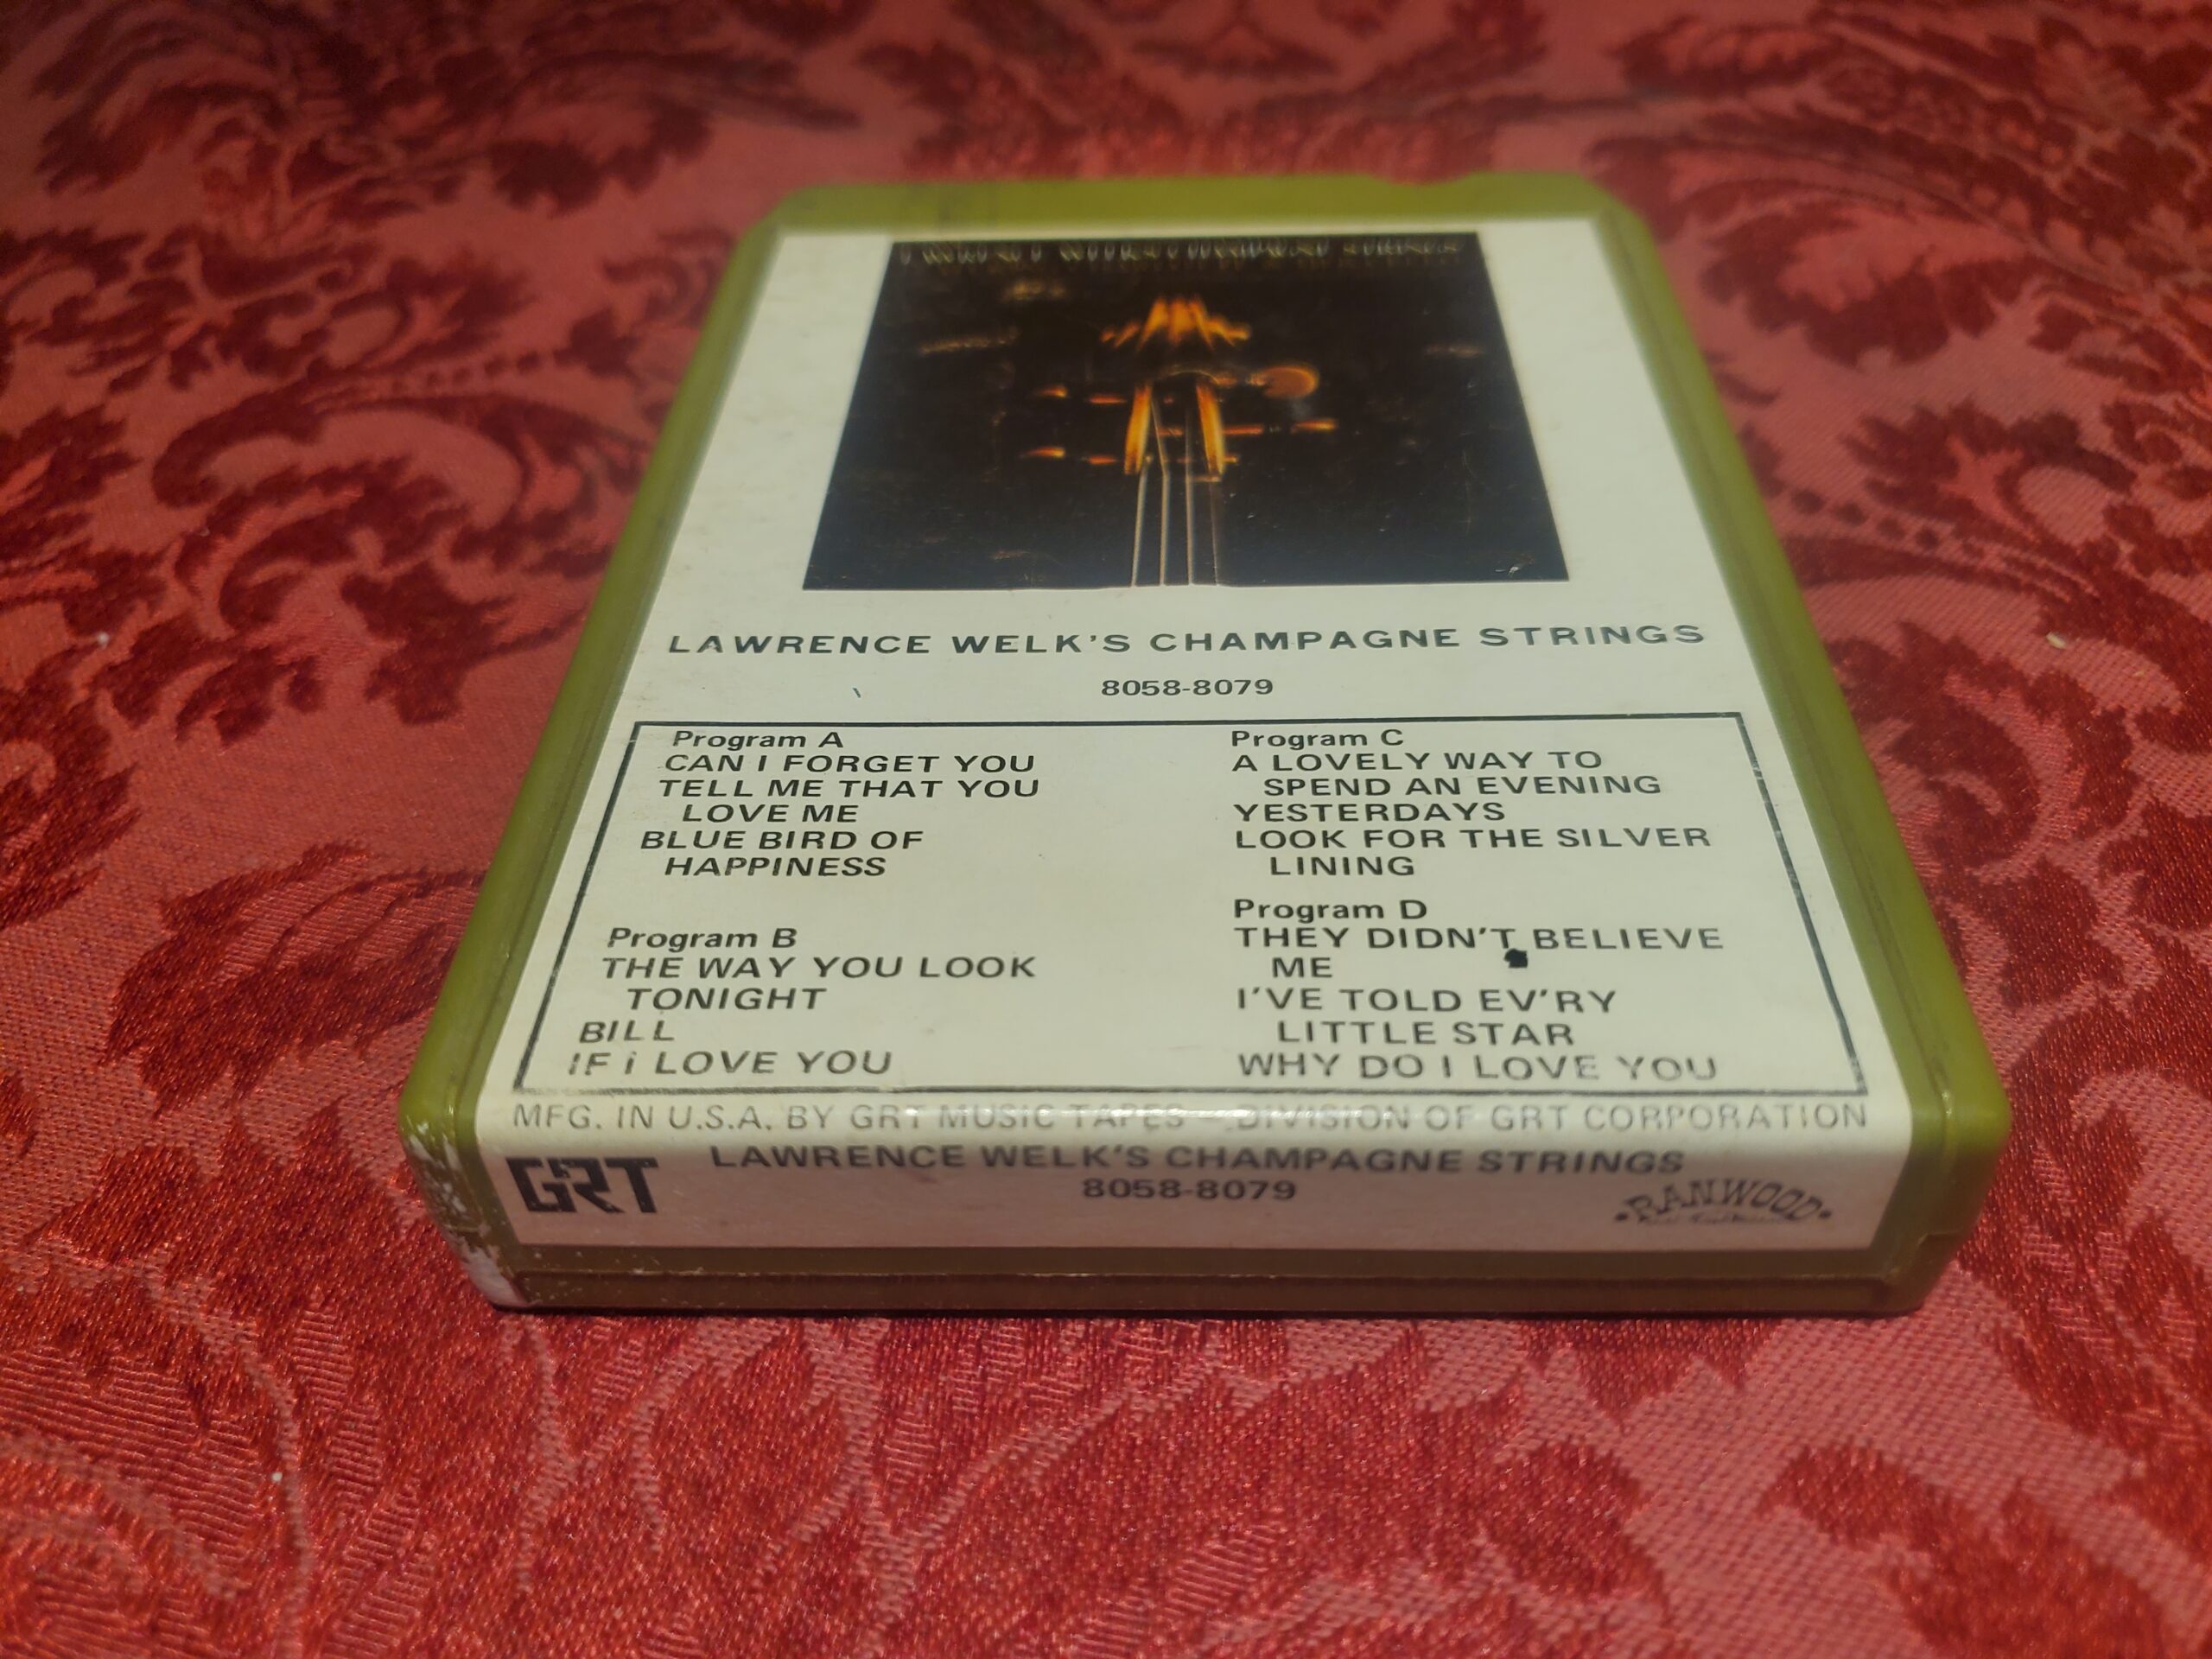 LAWRENCE WELK'S CHAMPAGNE STRINGS
8058-8079
Program A
CAN I FORGET YOU
TELL ME THAT YOU
LOVE ME
BLUE BIRD OF
HAPPINESS
Program B
THE WAY YOU LOOK
TONIGHT
BILL
IF i LOVE YOU
Program C
A LOVELY WAY TO
SPEND AN EVENING
YESTERDAYS
LOOK FOR THE SILVER
LINING
Program D
THEY DIDN'T BELIEVE
ME
I'VE TOLD EV'RY
LITTLE STAR
WHY DO I LOVE YOU
MFG. IN U.S.A. BY GRT MUSIC TAPES - DIVISION OF GRT CORPORATION
GRT
LAWRENCE WELK'S CHAMPAGNE STRINGS
8058-8079
RANWOOD